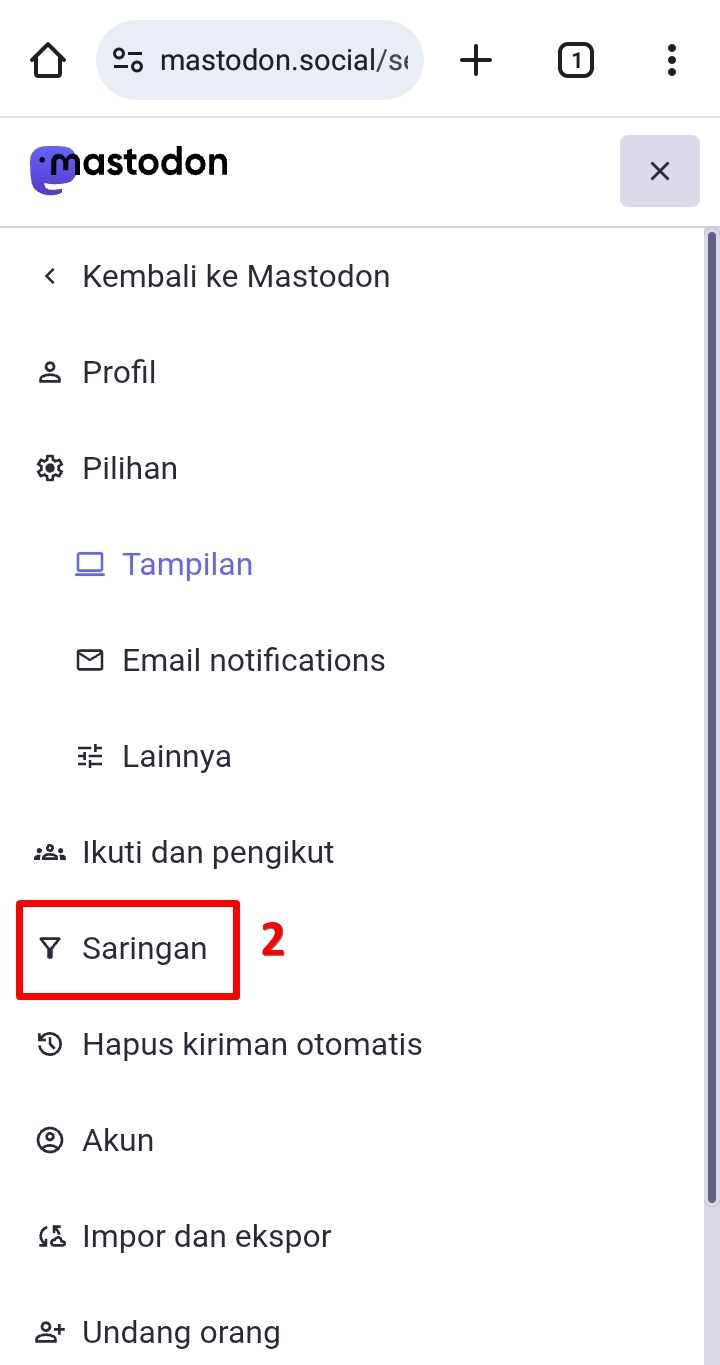 mastodon.social/se
1
mastodon
Kembali ke Mastodon
Profil
Pilihan
Tampilan
Email notifications
Lainnya
Ikuti dan pengikut
Saringan 2
Hapus kiriman otomatis
Akun
Impor dan ekspor
Undang orang